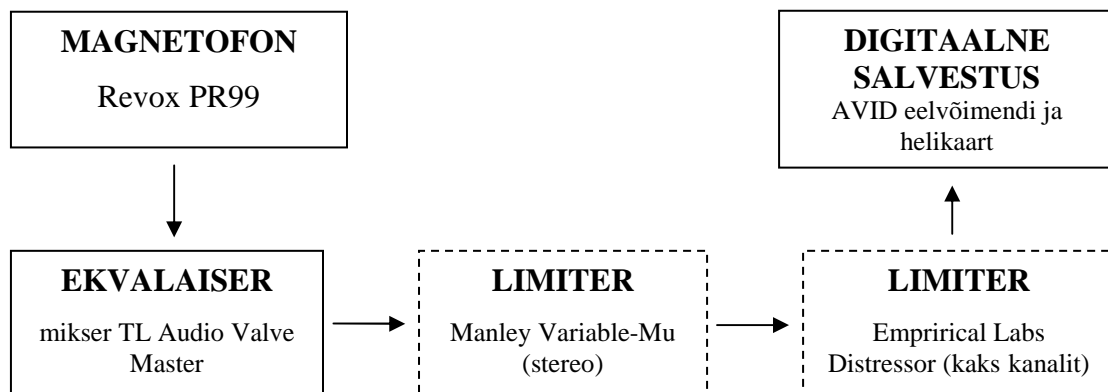 MAGNETOFON
Revox PR99
DIGITAALNE
SALVESTUS
AVID eelvõimendi ja
helikaart
EKVALAISER
mikser TL Audio Valve
Master
LIMITER
Manley Variable-Mu
(stereo)
LIMITER
Emprirical Labs
Distressor (kaks kanalit)